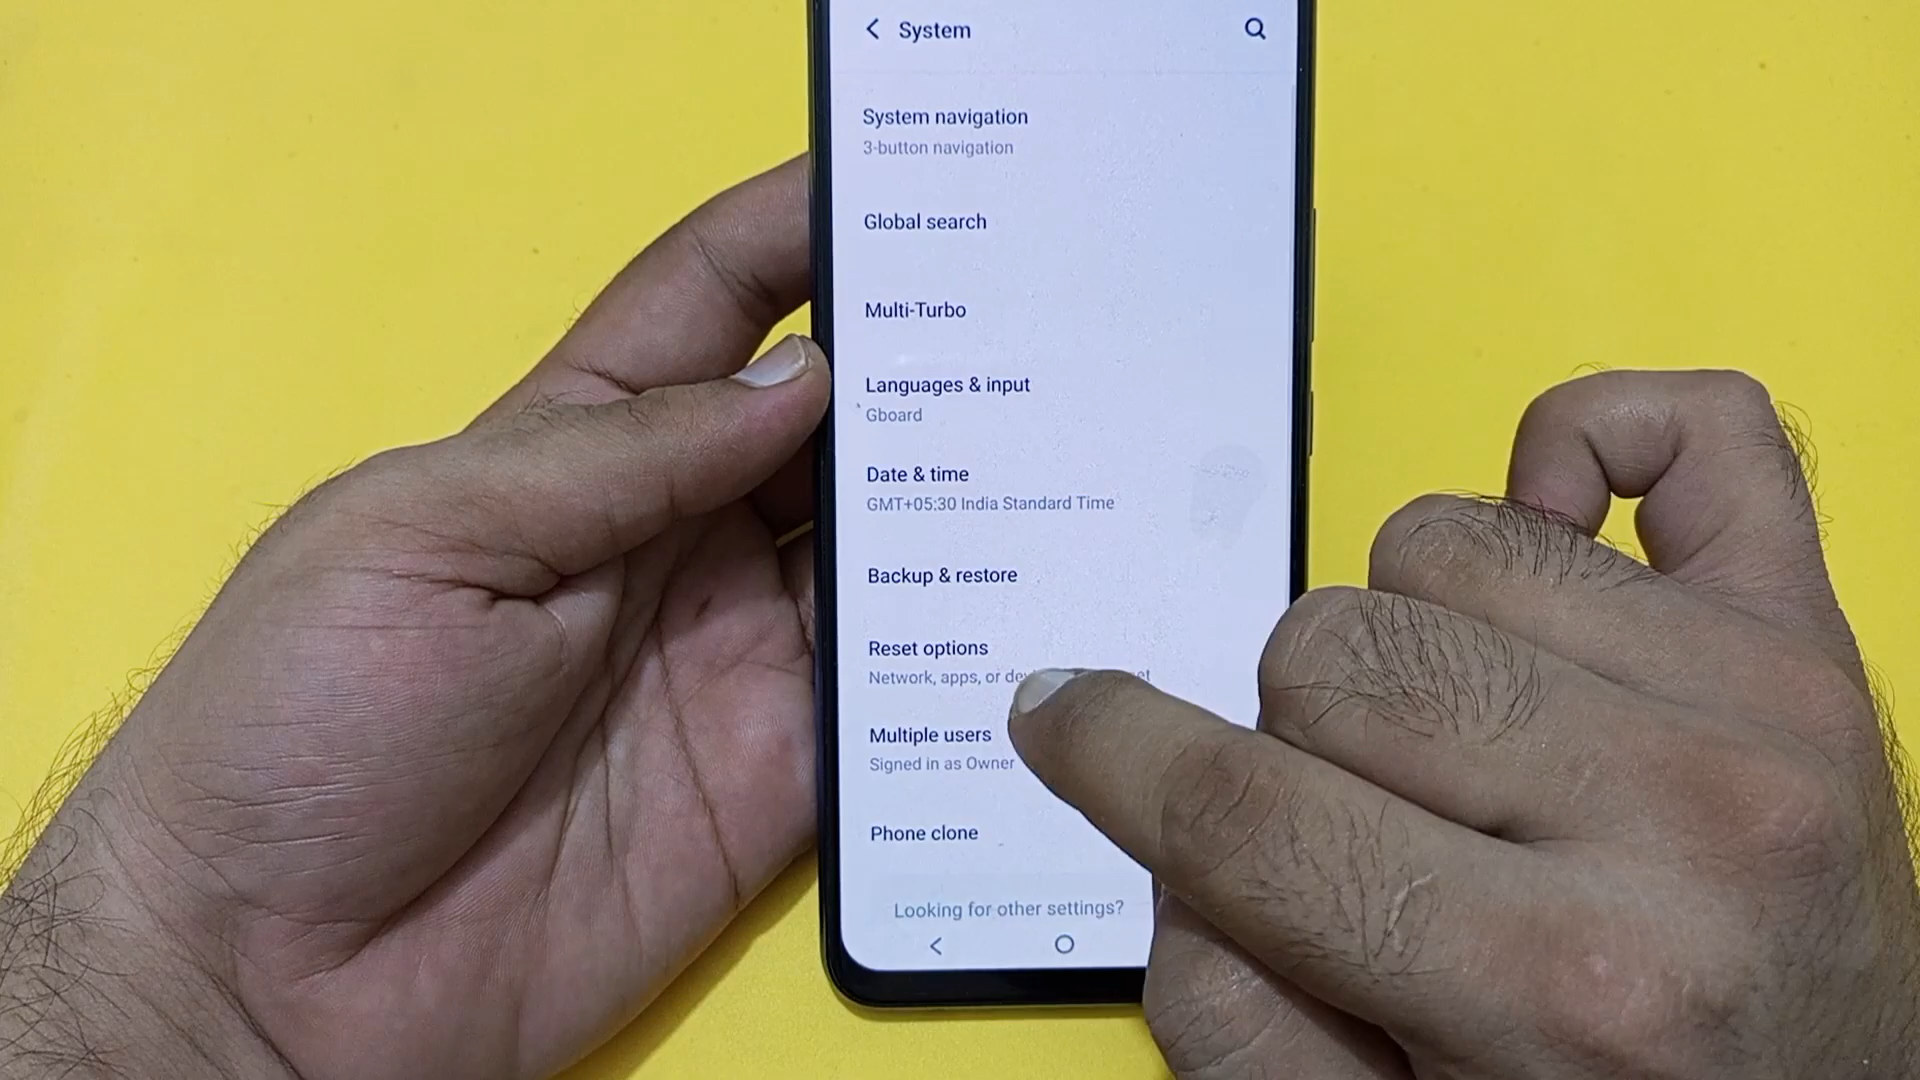 System
System navigation
3-button navigation
Global search
Multi-Turbo
Languages & input
Gboard
Date & time
GMT+05:30 India Standard Time
Backup & restore
Reset options
Network, apps, or
Multiple users
Signed in as Owner
Phone clone
Looking for other settings?